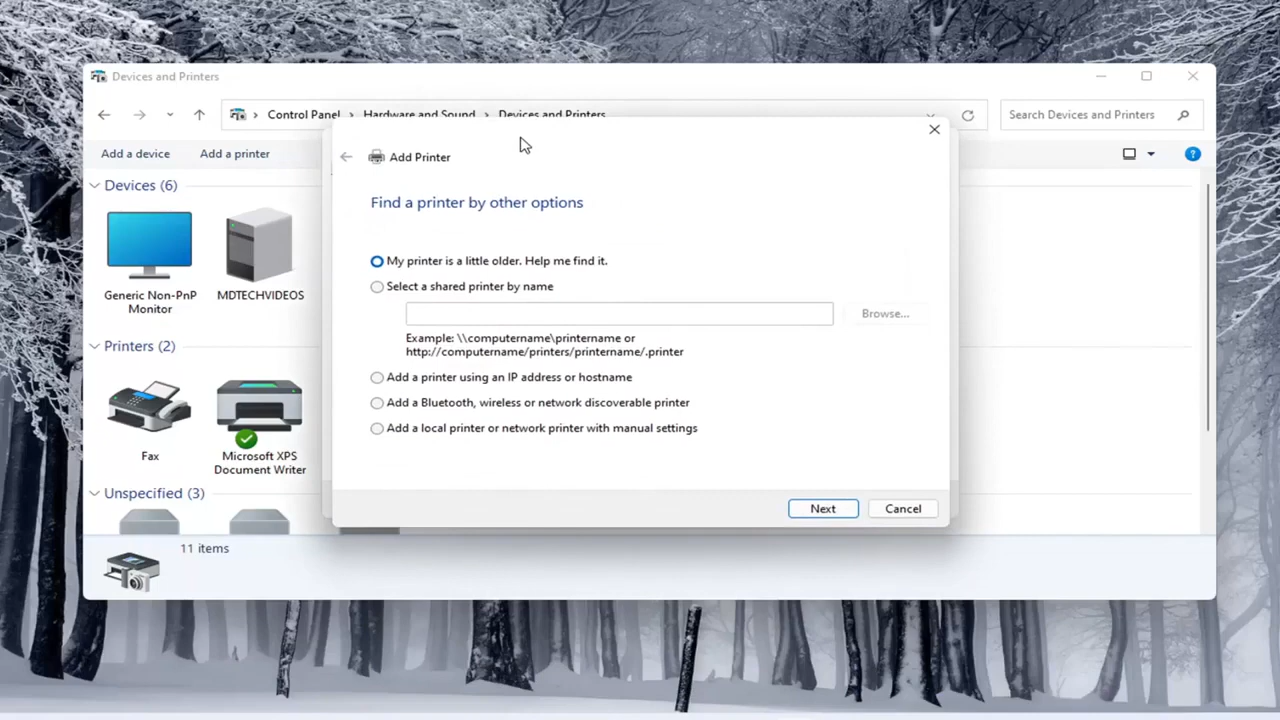 Devices and Printers
Control Panel > Hardware and Sound > Devices and Printers
Search Devices and Printers
Add a device
Add a printer
Devices (6)
Generic Non-PnP
Monitor
MDTECHVIDEOS
Printers (2)
Fax
Microsoft XPS
Document Writer
Unspecified (3)
11 items
Add Printer
Find a printer by other options
My printer is a little older. Help me find it.
Select a shared printer by name
Browse...
Example: \\computername\printername or
http://computername/printers/printername/.printer
Add a printer using an IP address or hostname
Add a Bluetooth, wireless or network discoverable printer
Add a local printer or network printer with manual settings
Next
Cancel